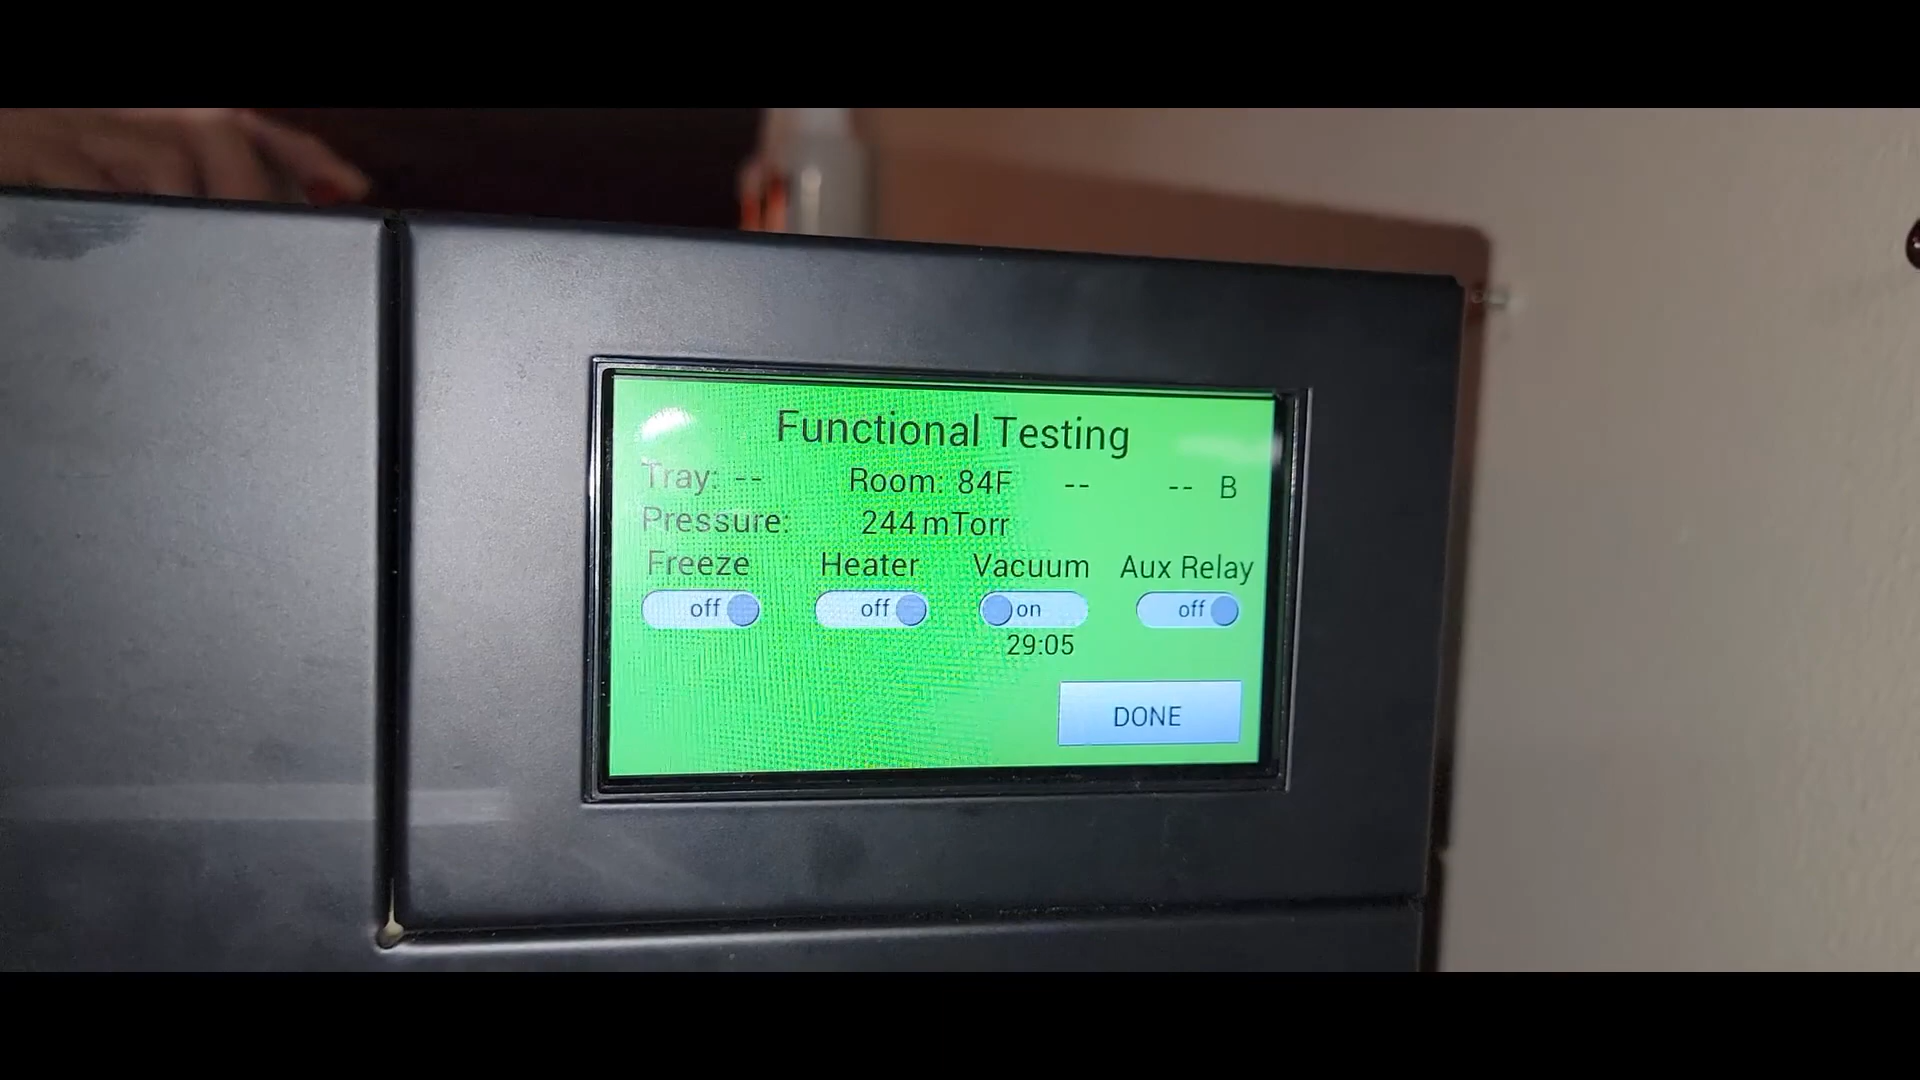 Functional Testing
Tray: -- Room: 84F -- -- B
Pressure: 244 mTorr
Freeze Heater Vacuum Aux Relay
off off on off
29:05
DONE